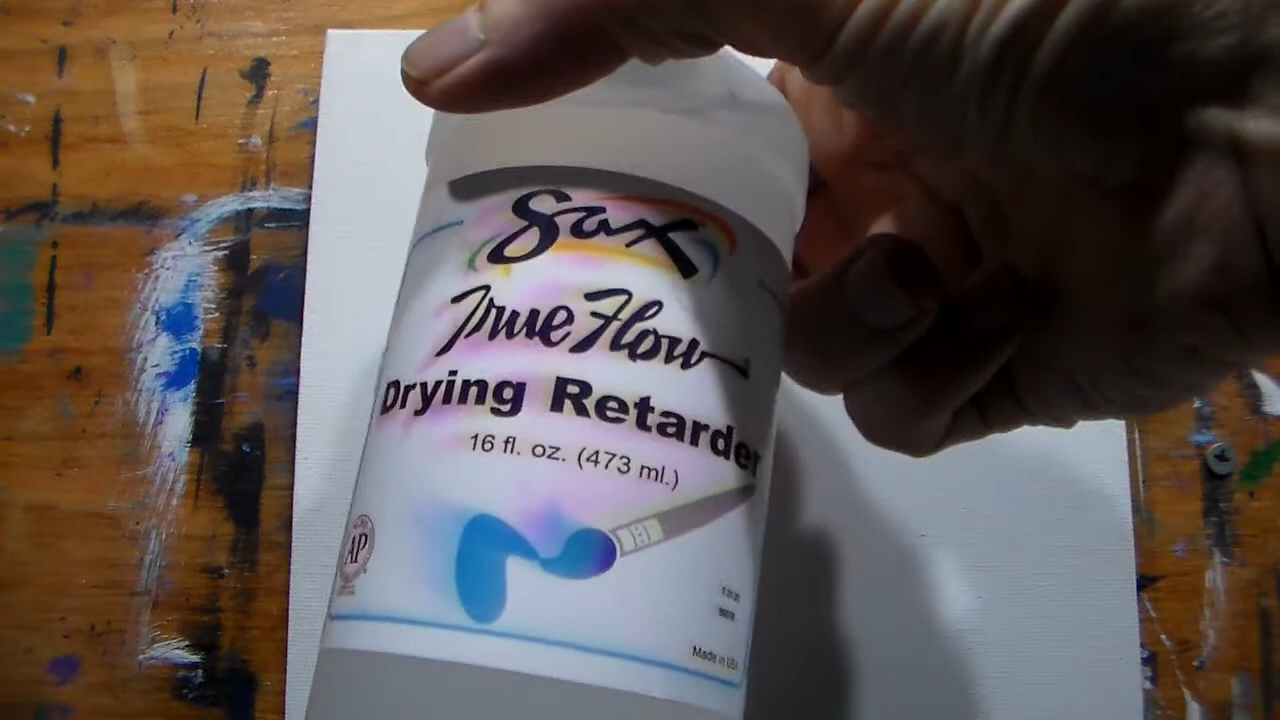 Sax
True Flow
Drying Retarder
16 fl. oz. (473 ml.)
AP
Made in USA